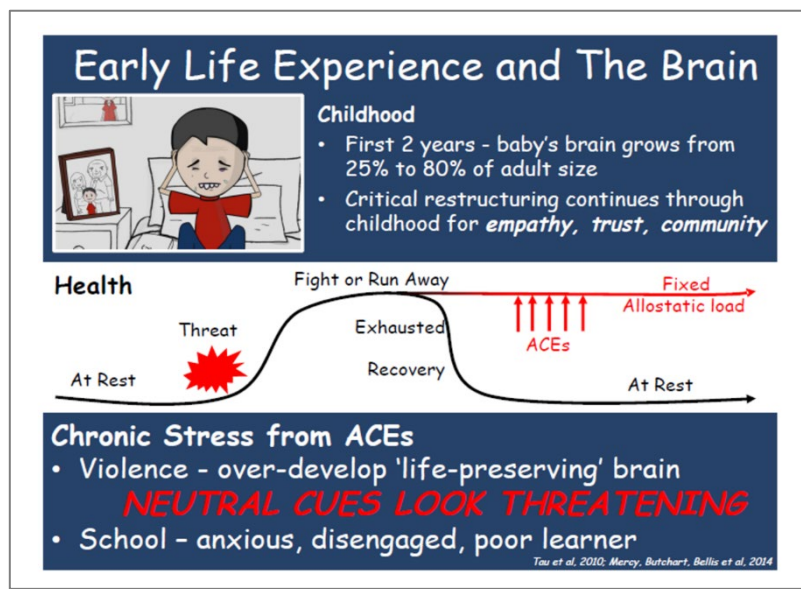 Early Life Experience and The Brain
Childhood
• First 2 years - baby's brain grows from
25% to 80% of adult size
• Critical restructuring continues through
childhood for empathy, trust, community
Health
Fight or Run Away
Fixed
Allostatic load
Threat
Exhausted
ACEs
Recovery
At Rest
At Rest
Chronic Stress from ACEs
• Violence - over-develop ‘life-preserving’ brain
NEUTRAL CUES LOOK THREATENING
• School – anxious, disengaged, poor learner
Tau et al, 2010; Mercy, Butchart, Bellis et al, 2014